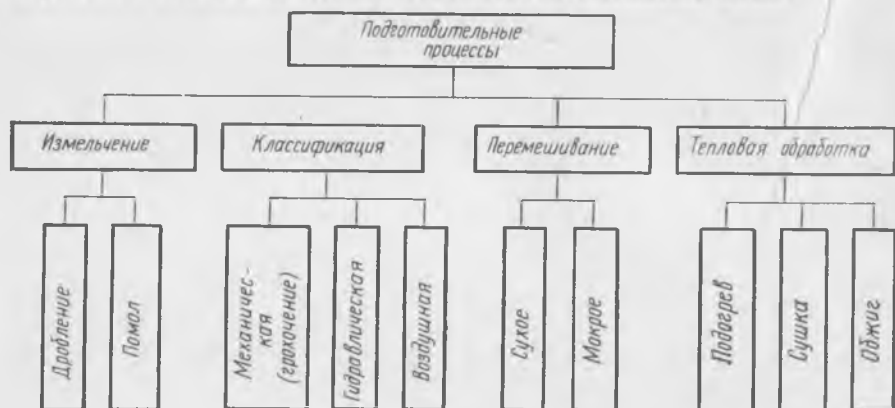 Подготовительные
процессы
Измельчение
Классификация
Перемешивание
Тепловая обработка
Дробление
Помол
Механичес-
кая
(грохочение)
Гидравлическая
Воздушная
Сухое
Мокрое
Подогрев
Сушка
Обжиг